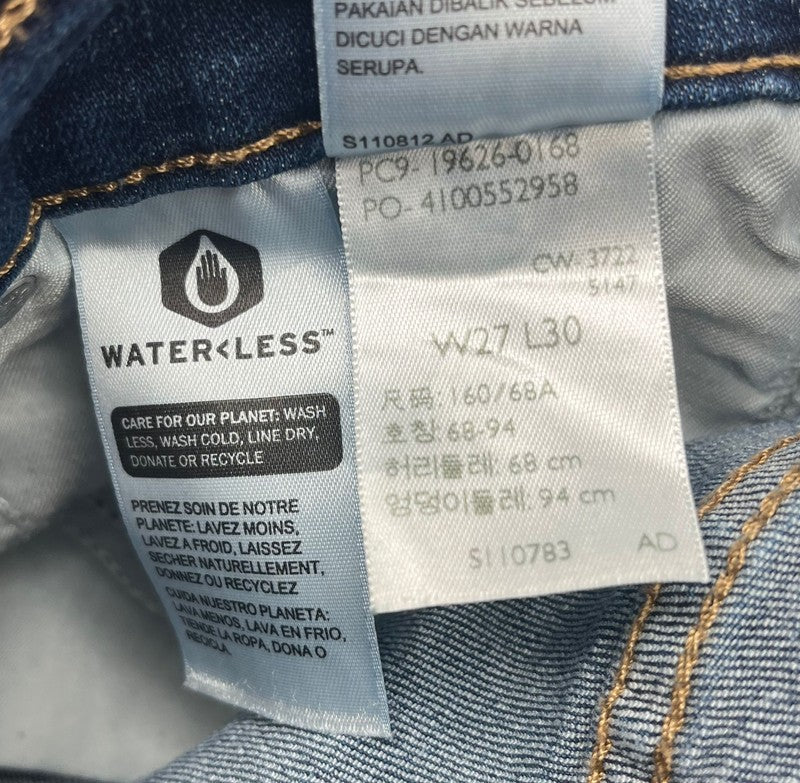 PAKAIAN DIBALIK SEBELUM
DICUCI DENGAN WARNA
SERUPA.
S110812 AD
PC9- 19626-0168
PO- 4100552958
CW: 3722
5147
W27 L30
尺碼: 160/68A
호칭: 68-94
허리둘레: 68 cm
엉덩이둘레: 94 cm
S110783 AD
WATER<LESS™
CARE FOR OUR PLANET: WASH
LESS, WASH COLD, LINE DRY,
DONATE OR RECYCLE
PRENEZ SOIN DE NOTRE
PLANETE: LAVEZ MOINS,
LAVEZ A FROID, LAISSEZ
SECHER NATURELLEMENT,
DONNEZ OU RECYCLEZ
CUIDA NUESTRO PLANETA:
LAVA MENOS, LAVA EN FRIO,
TIENDE LA ROPA, DONA O
RECICLA